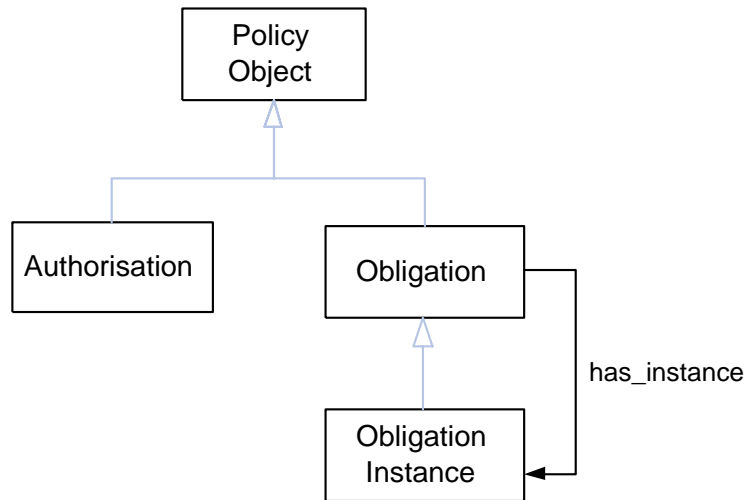 Policy
Object
Authorisation
Obligation
has_instance
Obligation
Instance